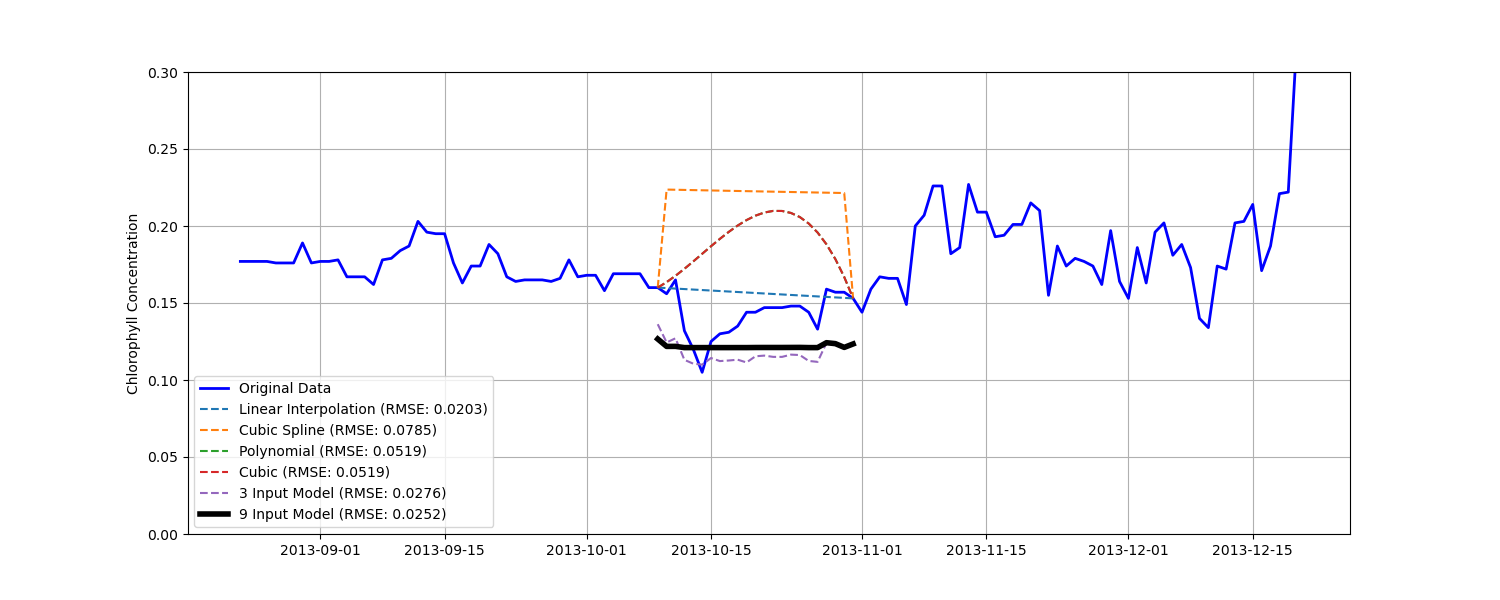 Chlorophyll Concentration
0.30
0.25
0.20
0.15
0.10
0.05
0.00
Original Data
Linear Interpolation (RMSE: 0.0203)
Cubic Spline (RMSE: 0.0785)
Polynomial (RMSE: 0.0519)
Cubic (RMSE: 0.0519)
3 Input Model (RMSE: 0.0276)
9 Input Model (RMSE: 0.0252)
2013-09-01 2013-09-15 2013-10-01 2013-10-15 2013-11-01 2013-11-15 2013-12-01 2013-12-15